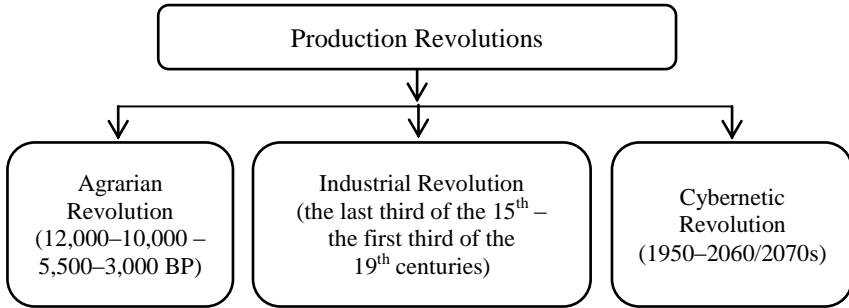 Production Revolutions
Agrarian
Revolution
(12,000–10,000 –
5,500–3,000 BP)
Industrial Revolution
(the last third of the 15th –
the first third of the
19th centuries)
Cybernetic
Revolution
(1950–2060/2070s)